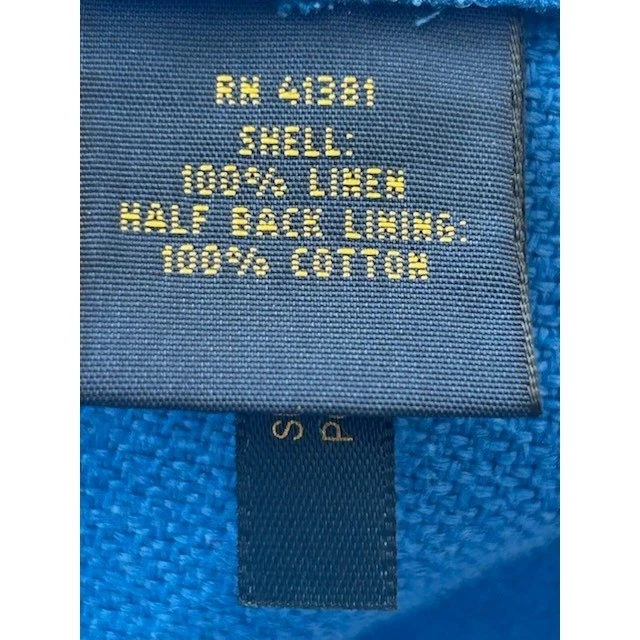 RN 41381
SHELL:
100% LINEN
HALF BACK LINING:
100% COTTON